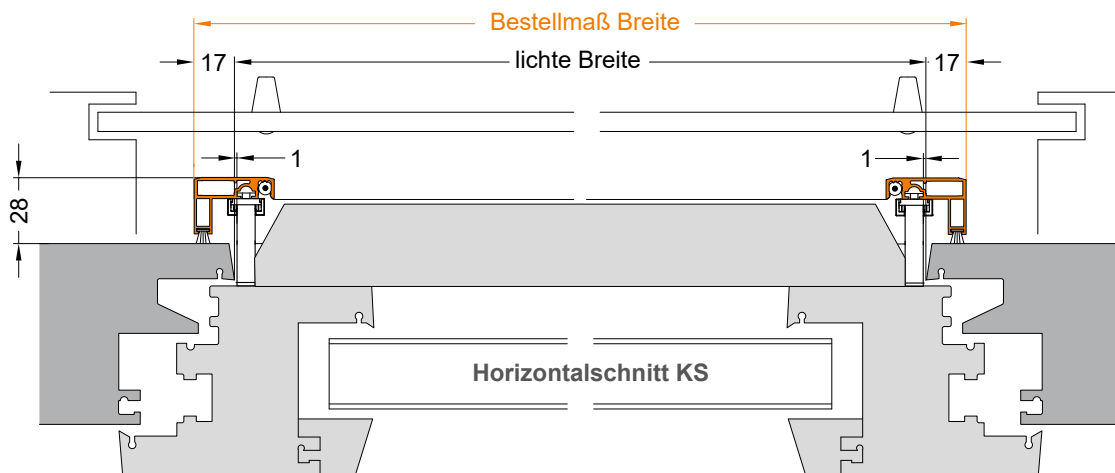 Bestellmaß Breite
17 lichte Breite 17
1 1
28
Horizontalschnitt KS